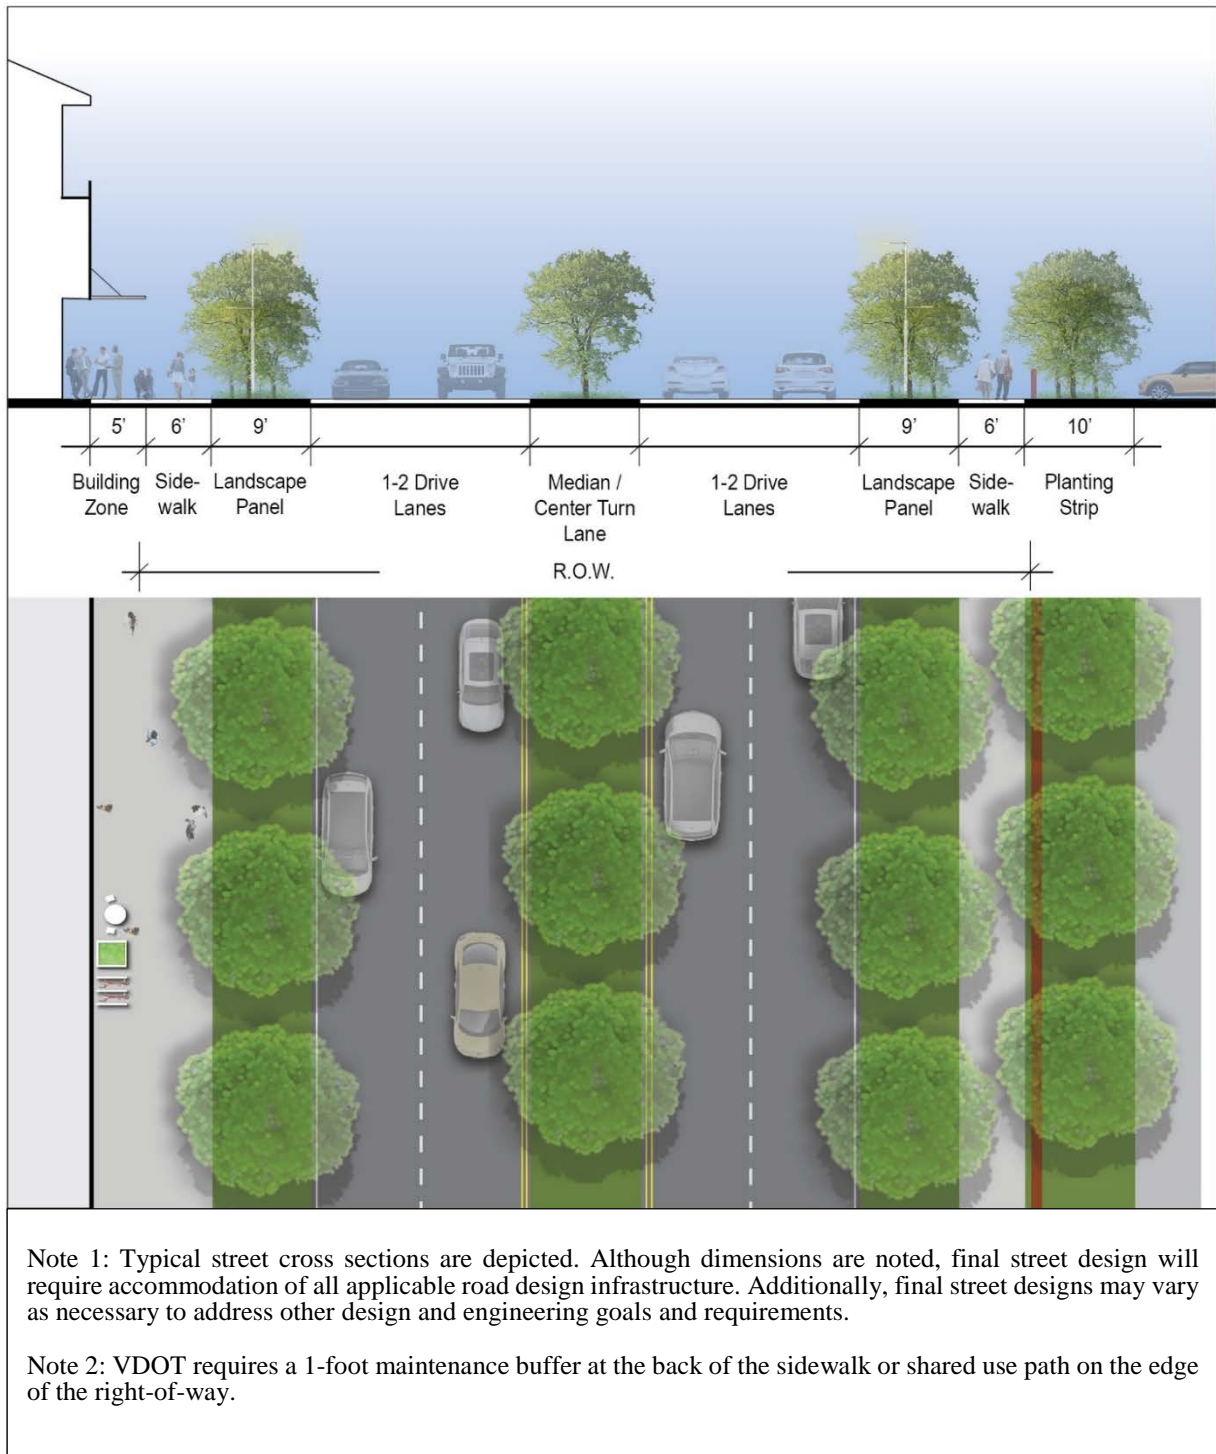 5’ 6’ 9’ 9’ 6’ 10’
Building Side- Landscape 1-2 Drive Median / 1-2 Drive Landscape Side- Planting
Zone walk Panel Lanes Center Turn Lanes Panel walk Strip
Lane
R.O.W.
Note 1: Typical street cross sections are depicted. Although dimensions are noted, final street design will
require accommodation of all applicable road design infrastructure. Additionally, final street designs may vary
as necessary to address other design and engineering goals and requirements.
Note 2: VDOT requires a 1-foot maintenance buffer at the back of the sidewalk or shared use path on the edge
of the right-of-way.